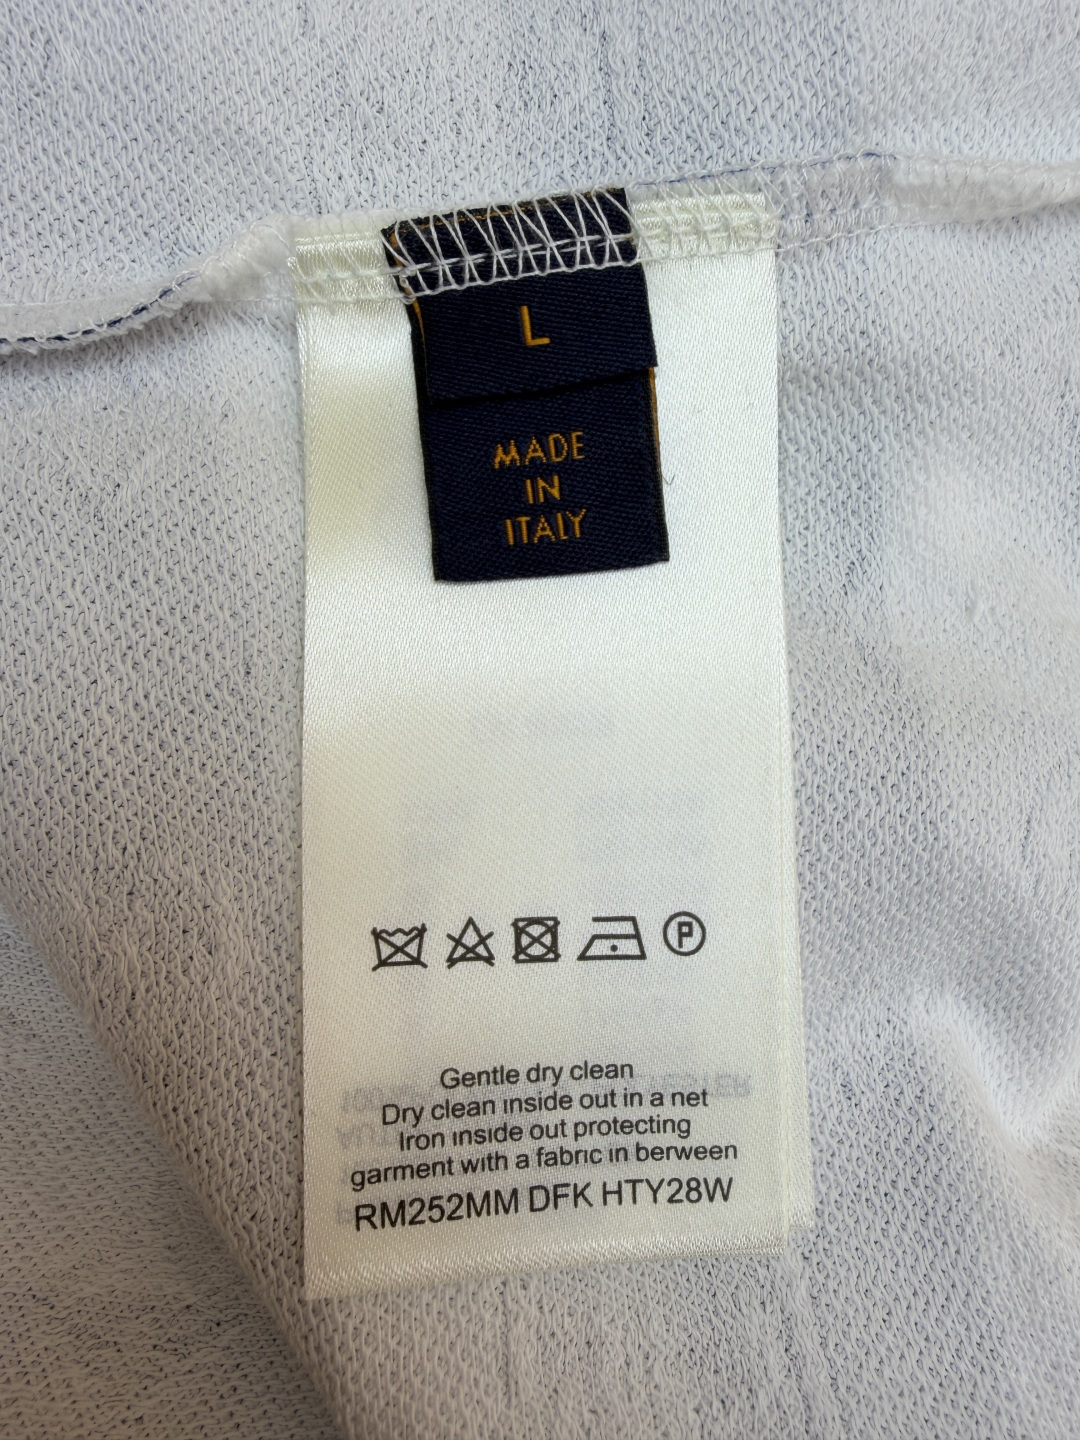 L
MADE
IN
ITALY
P
Gentle dry clean
Dry clean inside out in a net
Iron inside out protecting
garment with a fabric in berween
RM252MM DFK HTY28W